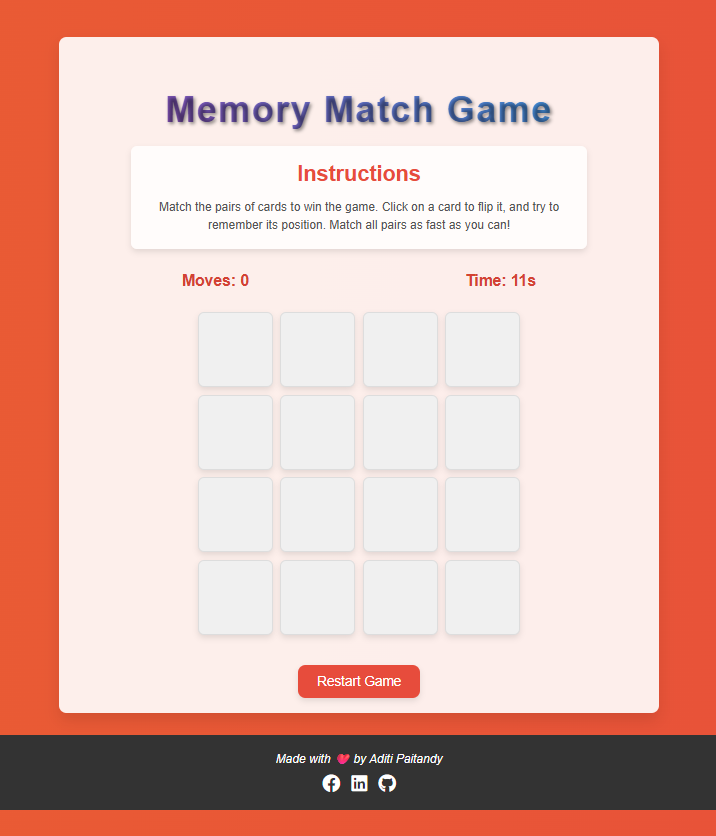 Memory Match Game
Instructions
Match the pairs of cards to win the game. Click on a card to flip it, and try to
remember its position. Match all pairs as fast as you can!
Moves: 0
Time: 11s
Restart Game
Made with 💗 by Aditi Paitandy